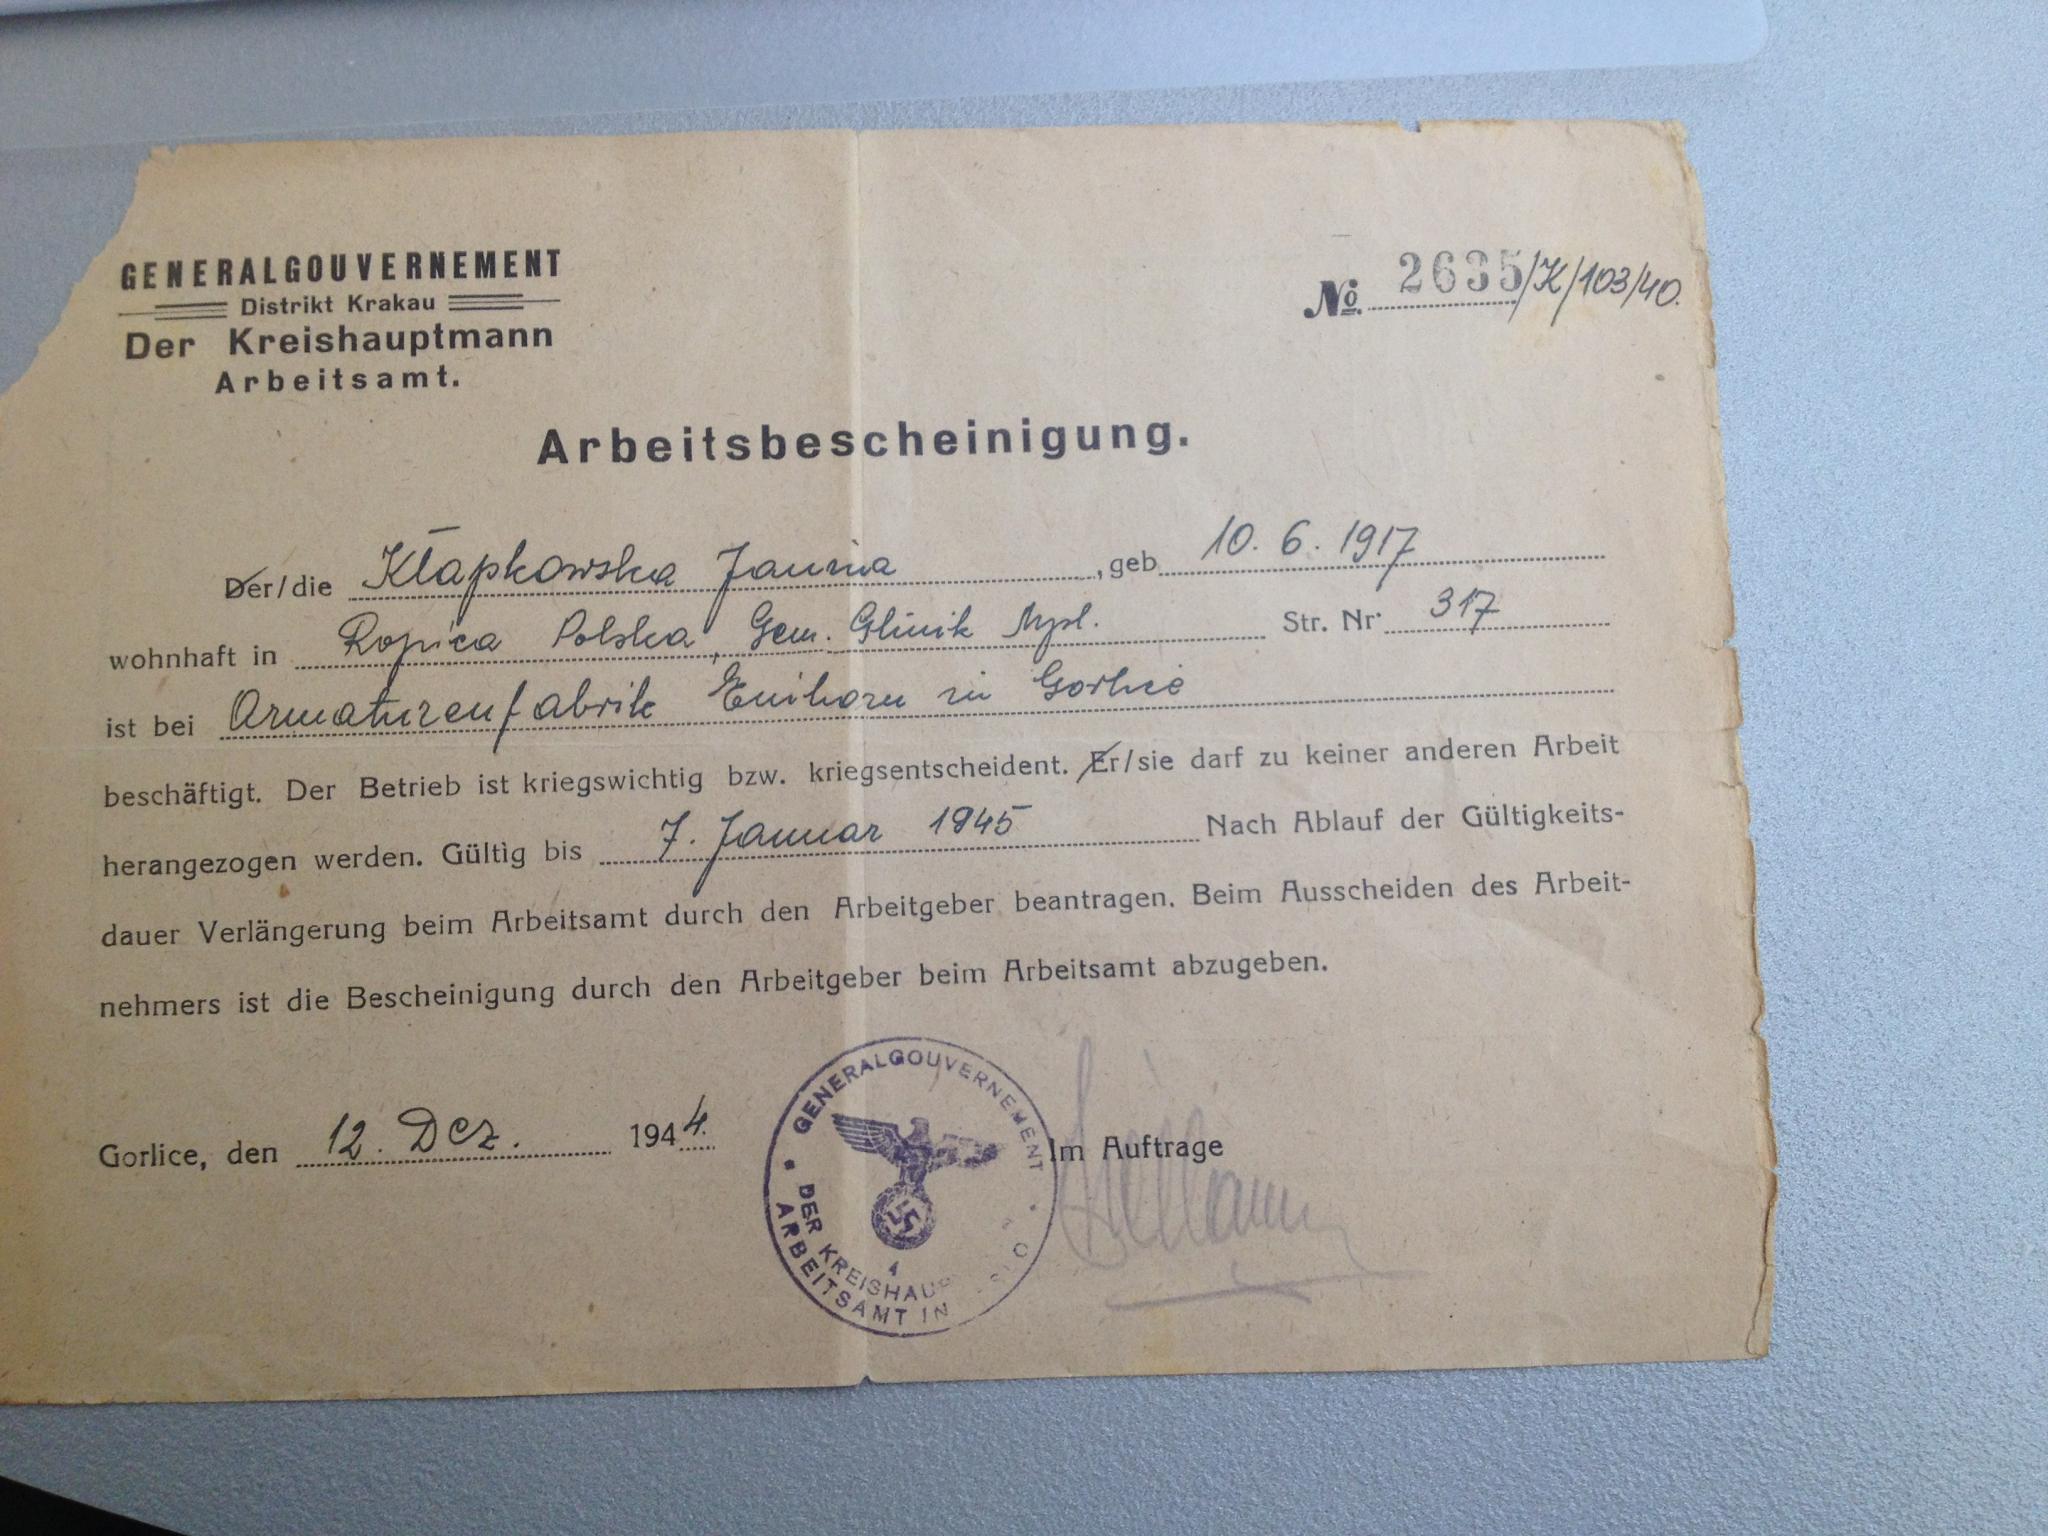 GENERALGOUVERNEMENT
Distrikt Krakau
Der Kreishauptmann
Arbeitsamt.
№ 2635/K/103/40.
Arbeitsbescheinigung.
Der/die Kłapkowska Janina, geb 10. 6. 1917
wohnhaft in Ropica Polska, Gem. Glinik Mpl. Str. Nr. 317
ist bei Armaturenfabrik Einhorn in Gorlice
beschäftigt. Der Betrieb ist kriegswichtig bzw. kriegsentscheident. Er/sie darf zu keiner anderen Arbeit
herangezogen werden. Gültig bis 7. Januar 1945 Nach Ablauf der Gültigkeits-
dauer Verlängerung beim Arbeitsamt durch den Arbeitgeber beantragen. Beim Ausscheiden des Arbeit-
nehmers ist die Bescheinigung durch den Arbeitgeber beim Arbeitsamt abzugeben.
Gorlice, den 12. Dez. 1944.
Im Auftrage
GENERALGOUVERNEMENT
DER KREISHAUP
ARBEITSAMT IN
4